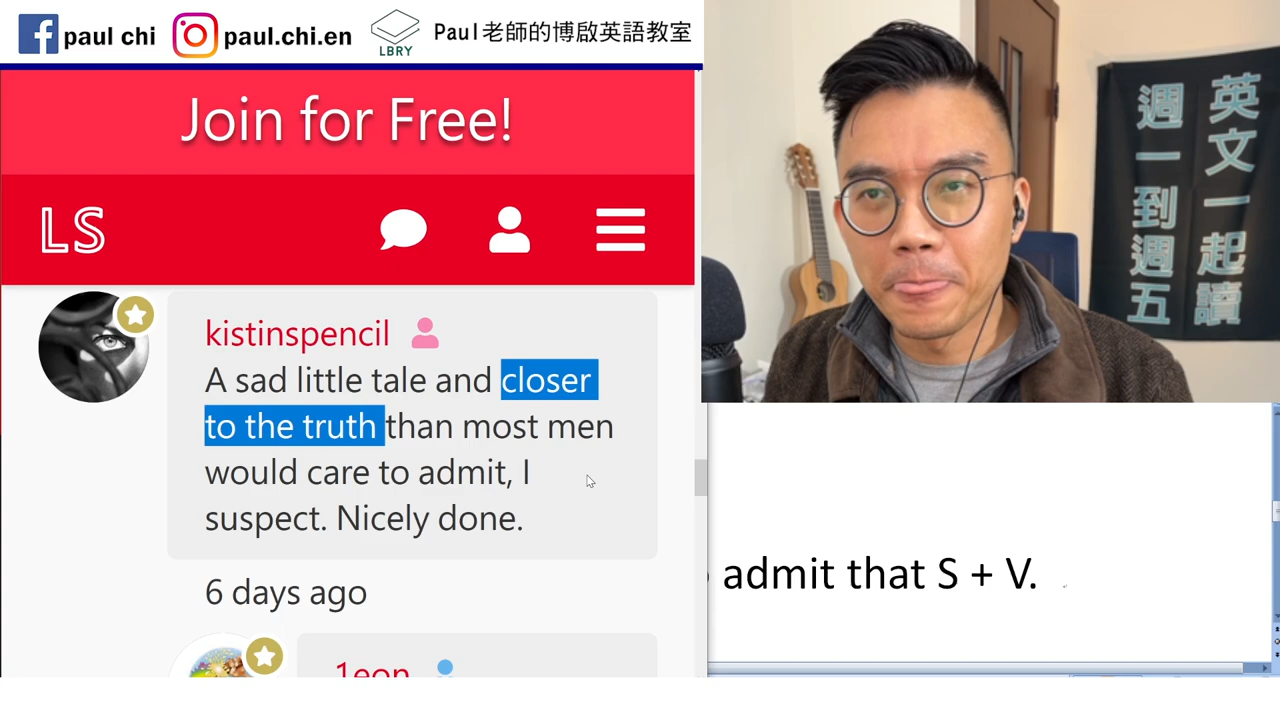 paul chi
paul.chi.en
LBRY
Paul老師的博啟英語教室
Join for Free!
LS
kistinspencil
A sad little tale and closer
to the truth than most men
would care to admit, I
suspect. Nicely done.
6 days ago
1eon
admit that S + V.
英文一起讀
週一到週五